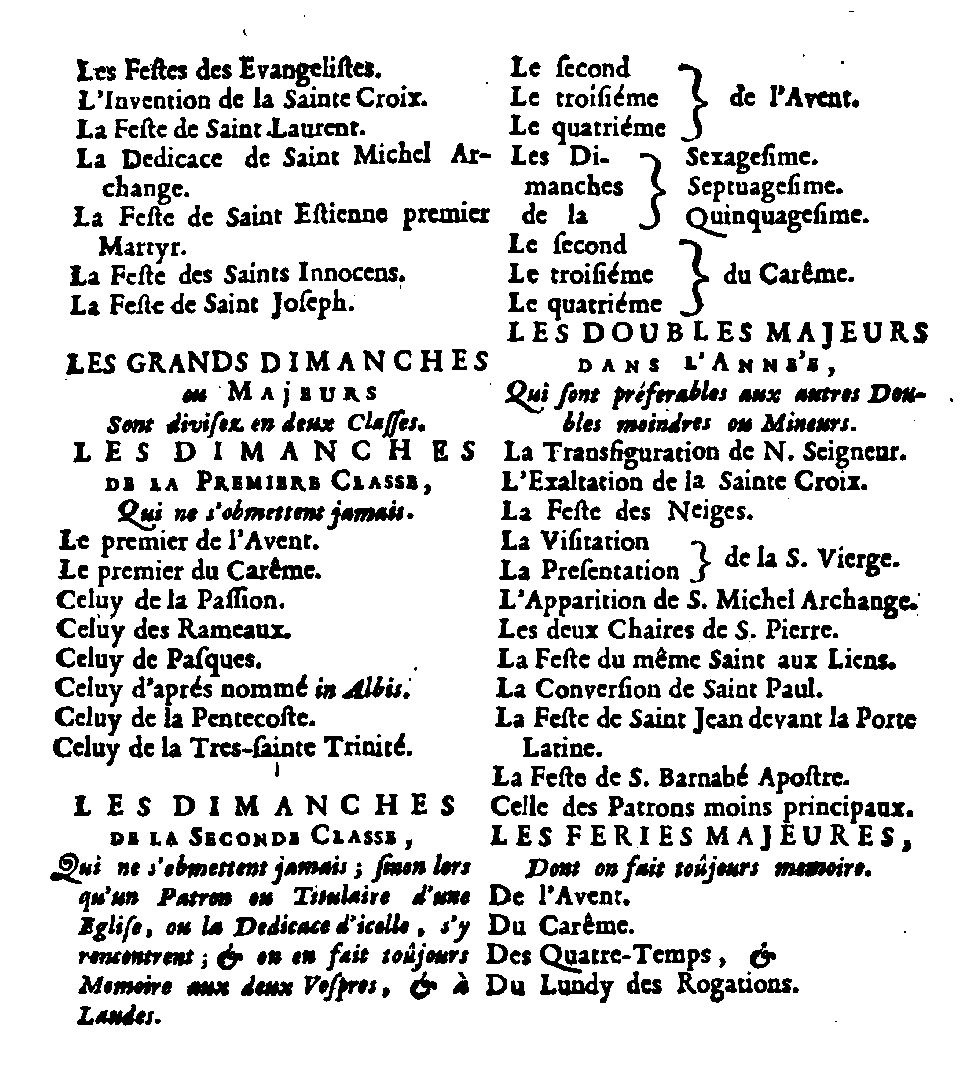 Les Feſtes des Evangeliſtes.
L'Invention de la Sainte Croix.
La Feſte de Saint Laurent.
La Dedicace de Saint Michel Ar-
change.
La Feſte de Saint Eſtienne premier
Martyr.
La Feſte des Saints Innocens.
La Feſte de Saint Joſeph.
LES GRANDS DIMANCHES
ou MAJEURS
Sont diviſez en deux Claſſes.
LES DIMANCHES
DE LA PREMIERE CLASSE,
Qui ne s'obmettent jamais.
Le premier de l'Avent.
Le premier du Carême.
Celuy de la Paſſion.
Celuy des Rameaux.
Celuy de Paſques.
Celuy d'aprés nommé in Albis.
Celuy de la Pentecoſte.
Celuy de la Tres-ſainte Trinité.
LES DIMANCHES
DE LA SECONDE CLASSE,
Qui ne s'obmettent jamais ; ſinon lors
qu'un Patron ou Titulaire d'une
Egliſe, ou la Dedicace d'icelle, s'y
rencontrent ; & on en fait toûjours
Memoire aux deux Veſpres, & à
Laudes.
Le ſecond
Le troiſiéme } de l'Avent.
Le quatriéme
Les Di- Sexageſime.
manches } Septuageſime.
de la Quinquageſime.
Le ſecond
Le troiſiéme } du Carême.
Le quatriéme
LES DOUBLES MAJEURS
DANS L'ANNE'E,
Qui ſont préferables aux autres Dou-
bles moindres ou Mineurs.
La Transfiguration de N. Seigneur.
L'Exaltation de la Sainte Croix.
La Feſte des Neiges.
La Viſitation
La Preſentation } de la S. Vierge.
L'Apparition de S. Michel Archange.
Les deux Chaires de S. Pierre.
La Feſte du même Saint aux Liens.
La Converſion de Saint Paul.
La Feſte de Saint Jean devant la Porte
Latine.
La Feſte de S. Barnabé Apoſtre.
Celle des Patrons moins principaux.
LES FERIES MAJEURES,
Dont on fait toûjours memoire.
De l'Avent.
Du Carême.
Des Quatre-Temps, &
Du Lundy des Rogations.